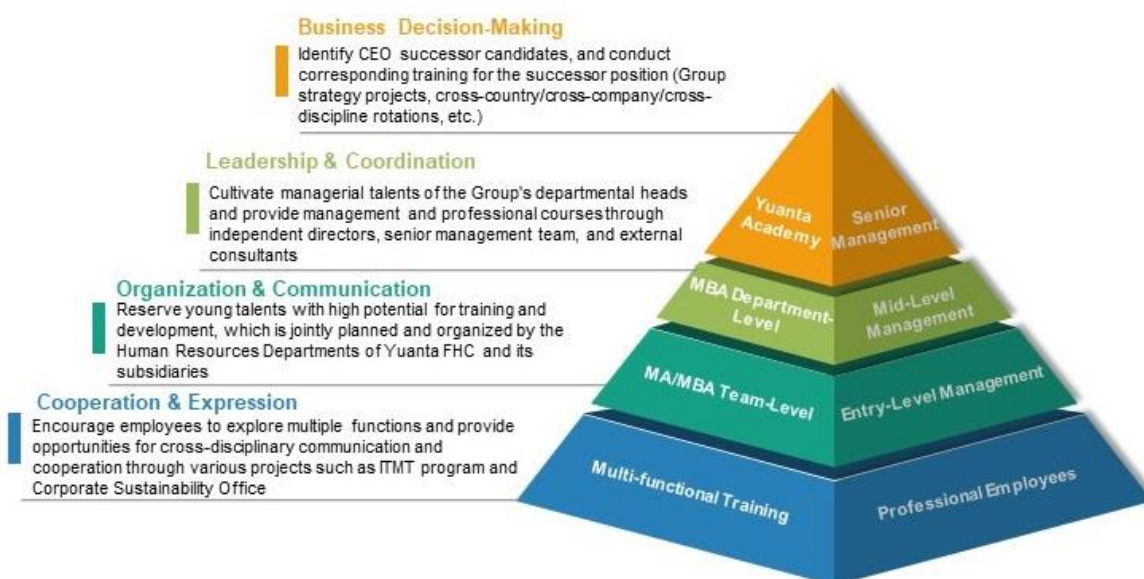 Business Decision-Making
Identify CEO successor candidates, and conduct
corresponding training for the successor position (Group
strategy projects, cross-country/cross-company/cross-
discipline rotations, etc.)
Leadership & Coordination
Cultivate managerial talents of the Group's departmental heads
and provide management and professional courses through
independent directors, senior management team, and external
consultants
Organization & Communication
Reserve young talents with high potential for training and
development, which is jointly planned and organized by the
Human Resources Departments of Yuanta FHC and its
subsidiaries
Cooperation & Expression
Encourage employees to explore multiple functions and provide
opportunities for cross-disciplinary communication and
cooperation through various projects such as ITMT program and
Corporate Sustainability Office
Yuanta
Academy
Senior
Management
MBA Department-
Level
Mid-Level
Management
MA/MBA Team-Level
Entry-Level Management
Multi-functional Training
Professional Employees